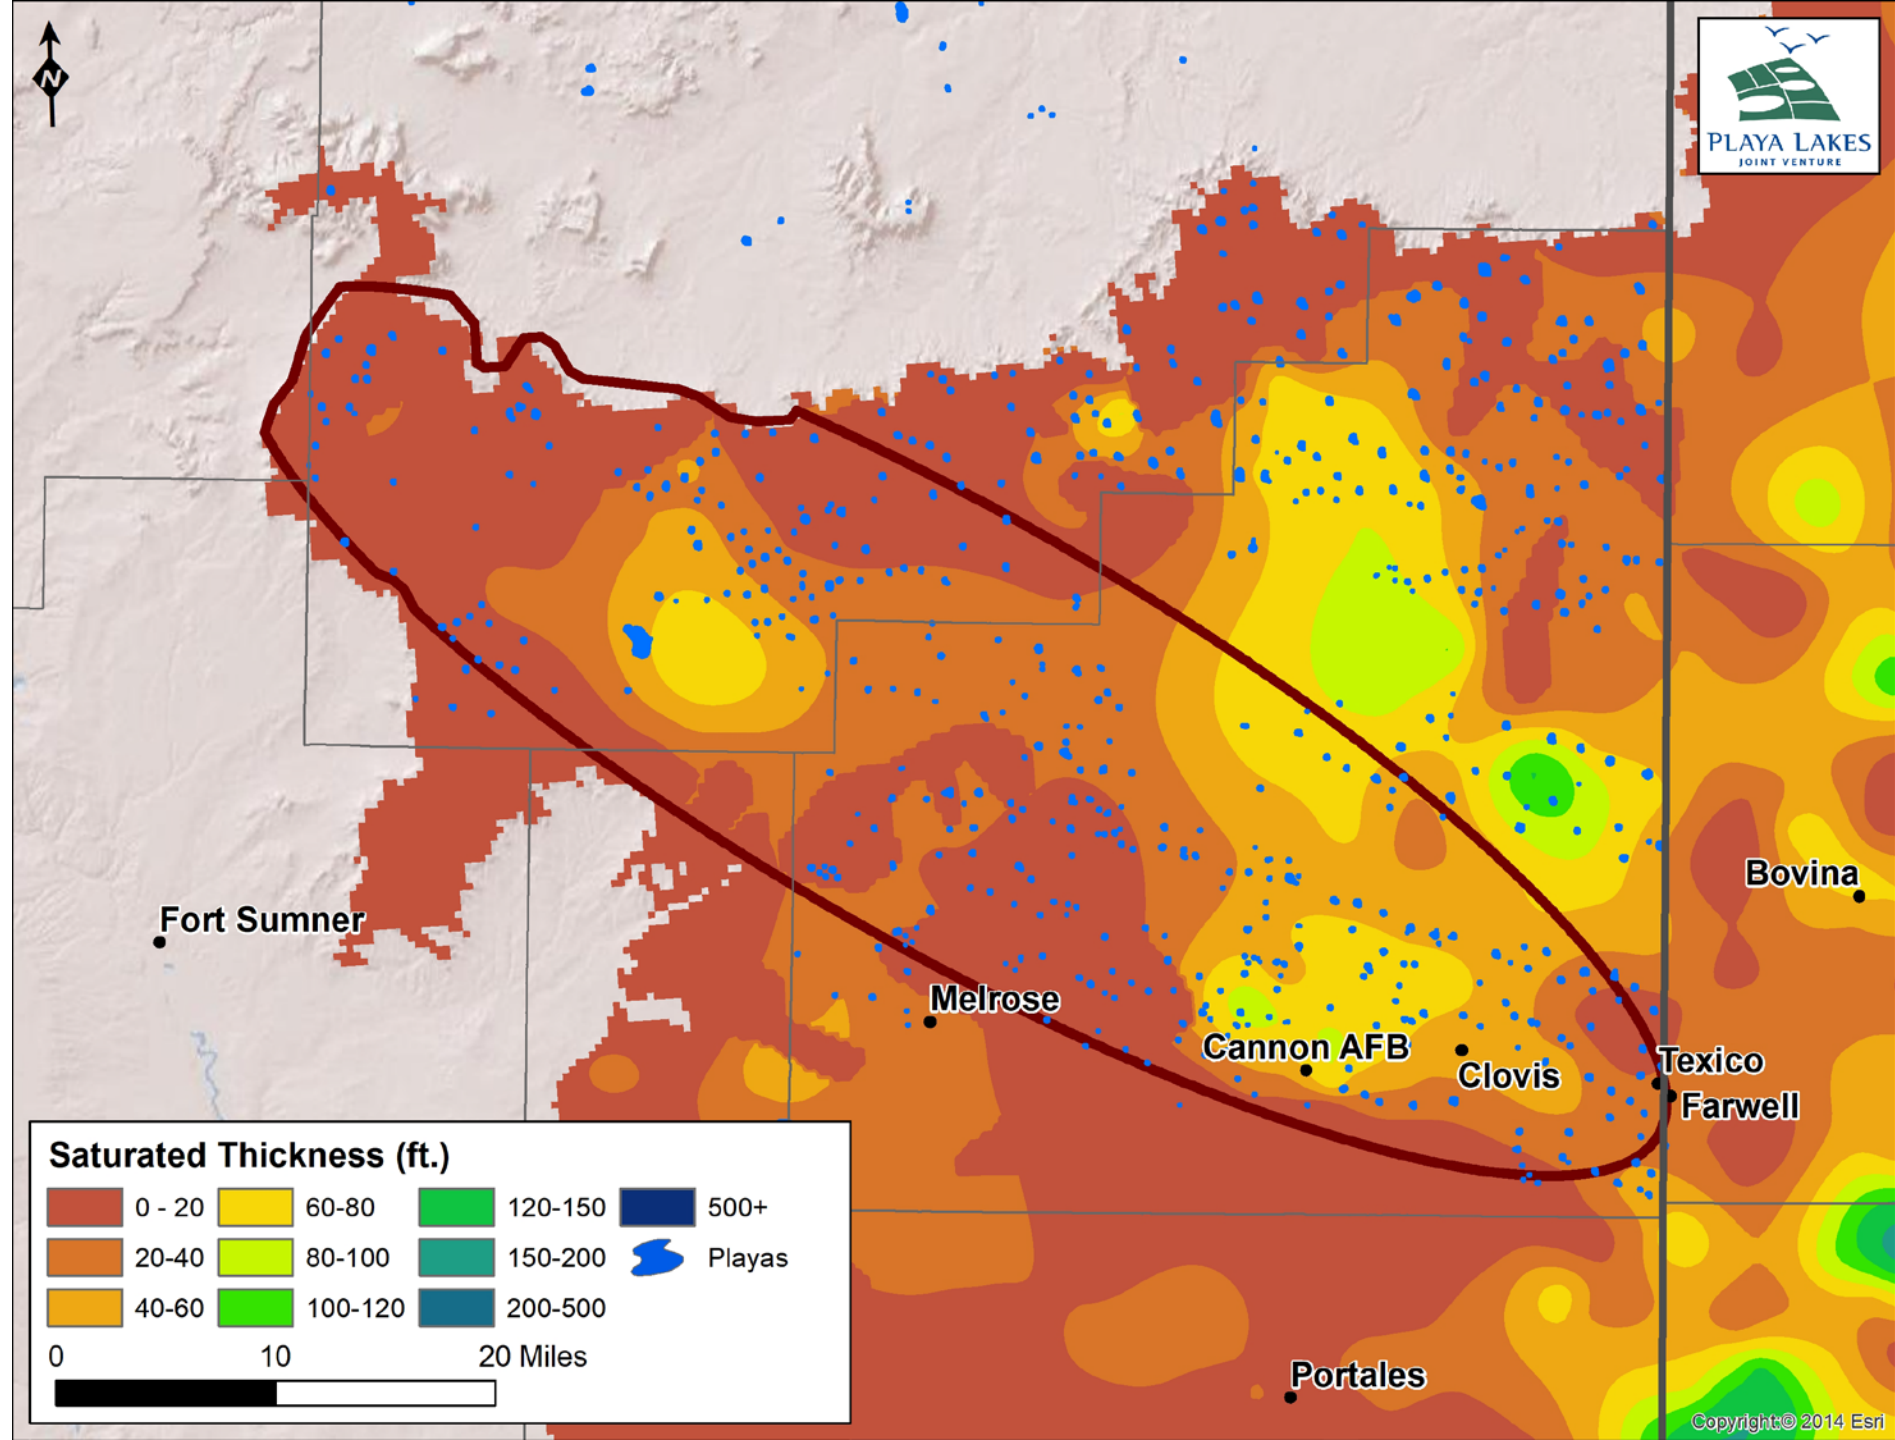 N
PLAYA LAKES
JOINT VENTURE
Bovina
Fort Sumner
Melrose
Cannon AFB
Clovis
Texico
Farwell
Portales
Saturated Thickness (ft.)
0 - 20 60-80 120-150 500+
20-40 80-100 150-200 Playas
40-60 100-120 200-500
0 10 20 Miles
Copyright:© 2014 Esri